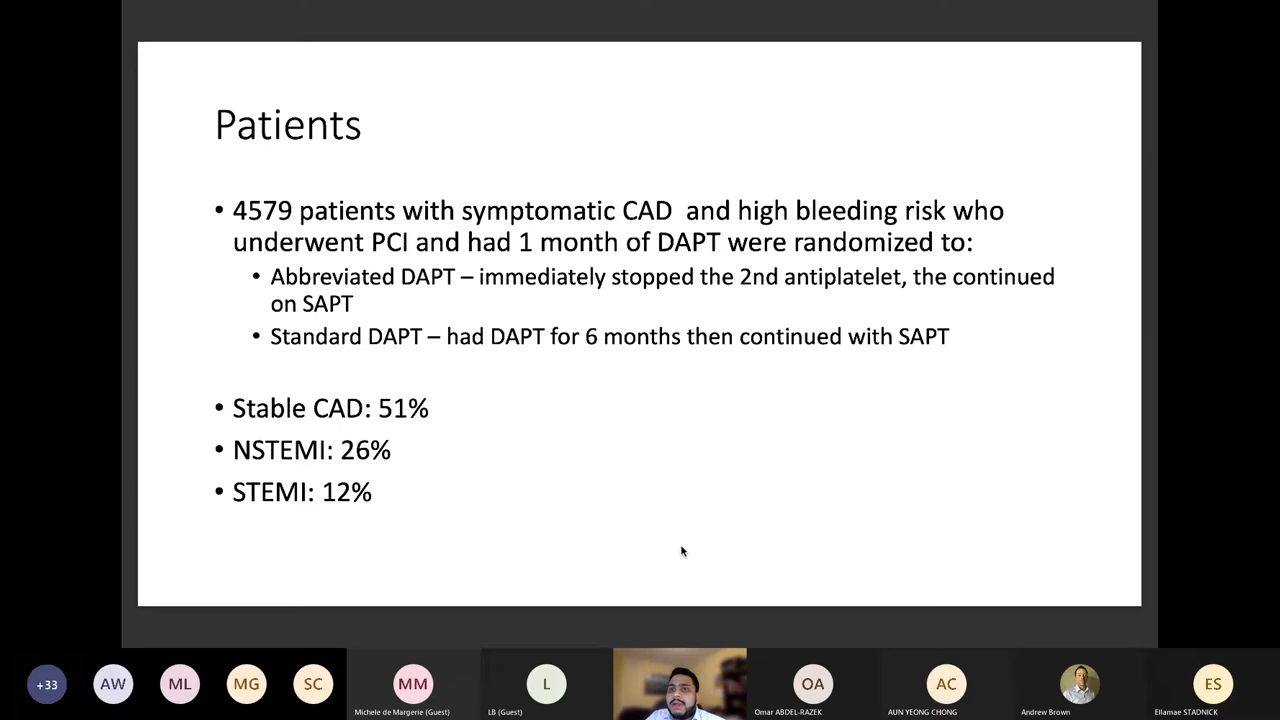 Patients
• 4579 patients with symptomatic CAD  and high bleeding risk who
underwent PCI and had 1 month of DAPT were randomized to:
• Abbreviated DAPT – immediately stopped the 2nd antiplatelet, the continued
on SAPT
• Standard DAPT – had DAPT for 6 months then continued with SAPT
• Stable CAD: 51%
• NSTEMI: 26%
• STEMI: 12%
+33
AW
ML
MG
SC
MM
L
OA
AC
ES
Michele de Margerie (Guest)
LB (Guest)
Omar ABDEL-RAZEK
AUN YEONG CHONG
Andrew Brown
Ellamae STADNICK